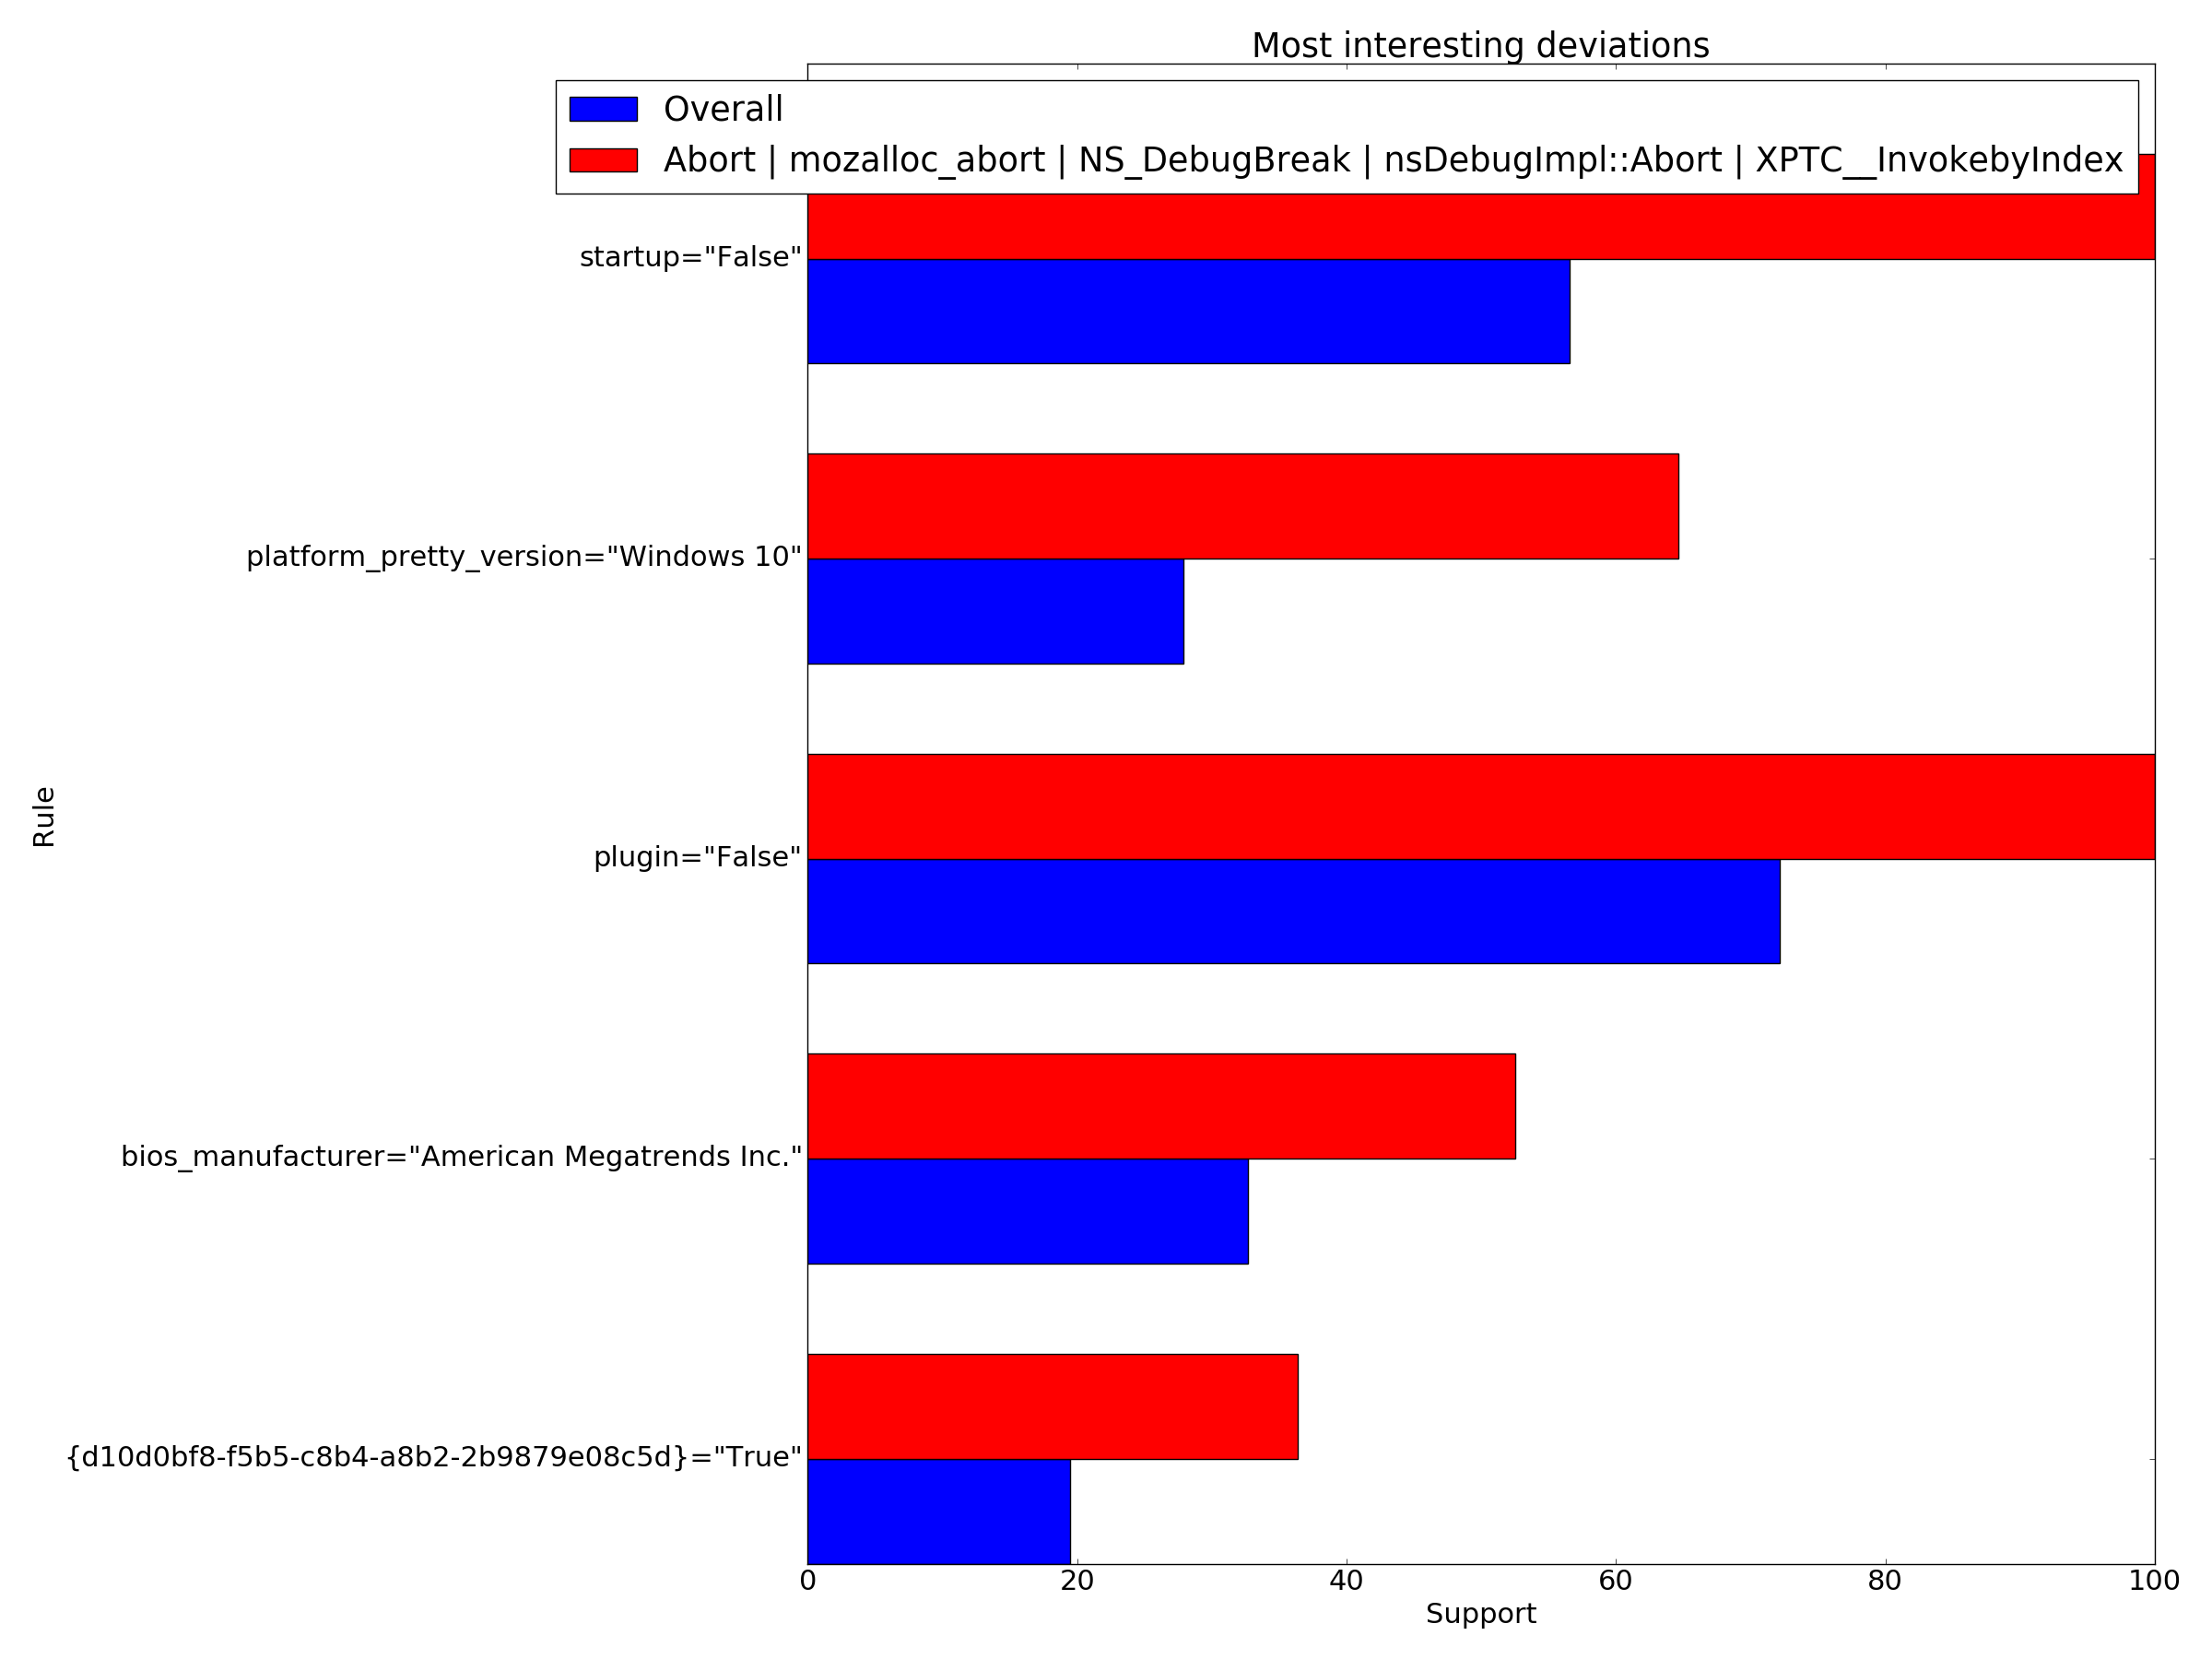 Most interesting deviations
Overall
Abort | mozalloc_abort | NS_DebugBreak | nsDebugImpl::Abort | XPTC__InvokebyIndex
startup="False"
platform_pretty_version="Windows 10"
plugin="False"
bios_manufacturer="American Megatrends Inc."
{d10d0bf8-f5b5-c8b4-a8b2-2b9879e08c5d}="True"
Rule
0 20 40 60 80 100
Support